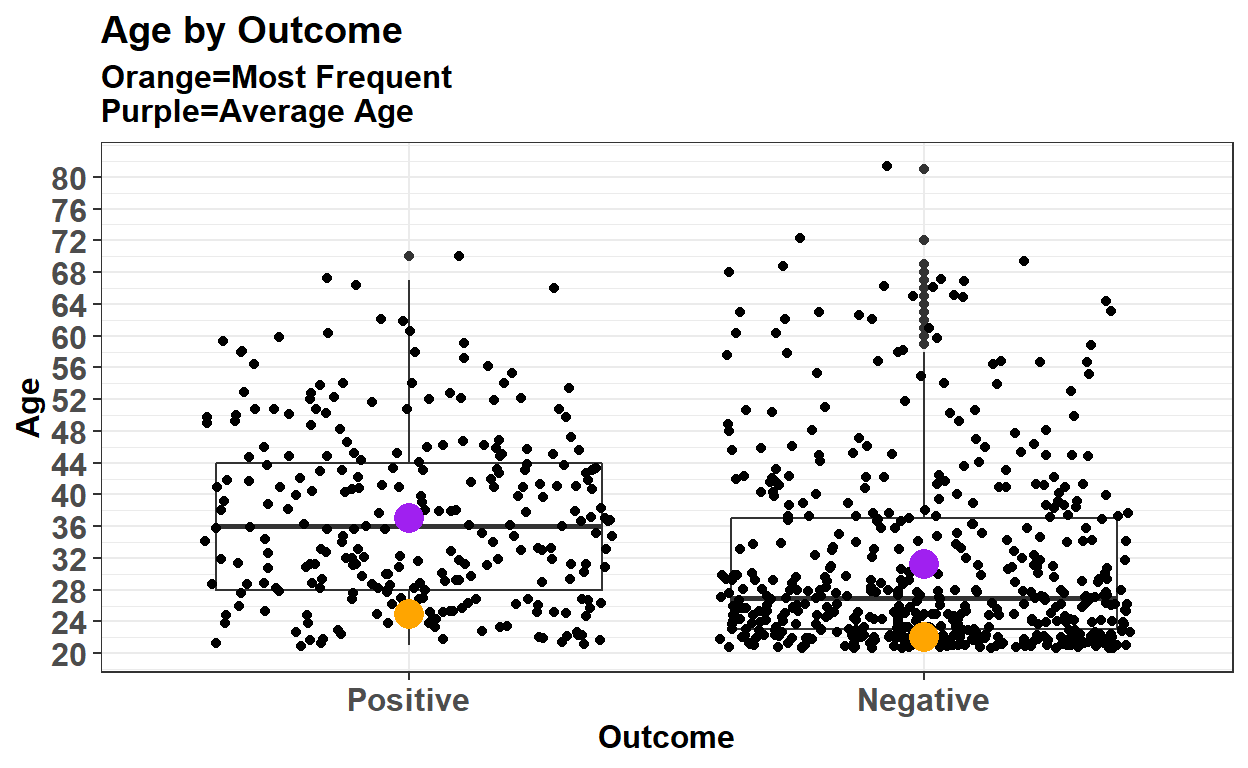 Age by Outcome
Orange=Most Frequent
Purple=Average Age
80
76
72
68
64
60
56
52
48
44
40
36
32
28
24
20
Age
Positive Negative
Outcome